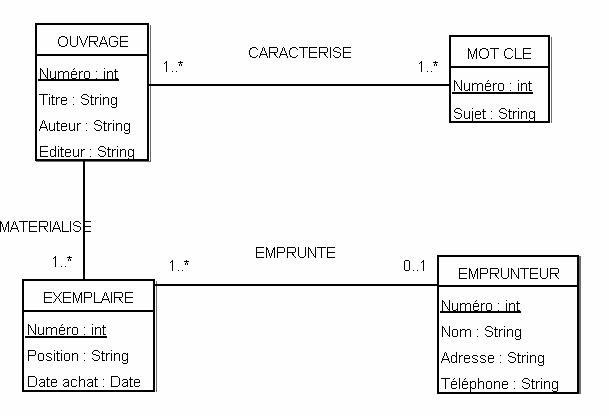 OUVRAGE
Numéro : int
Titre : String
Auteur : String
Editeur : String
CARACTERISE
1..*
1..*
MOT CLE
Numéro : int
Sujet : String
MATERIALISE
1..*
EXEMPLAIRE
Numéro : int
Position : String
Date achat : Date
EMPRUNTE
1..*
0..1
EMPRUNTEUR
Numéro : int
Nom : String
Adresse : String
Téléphone : String